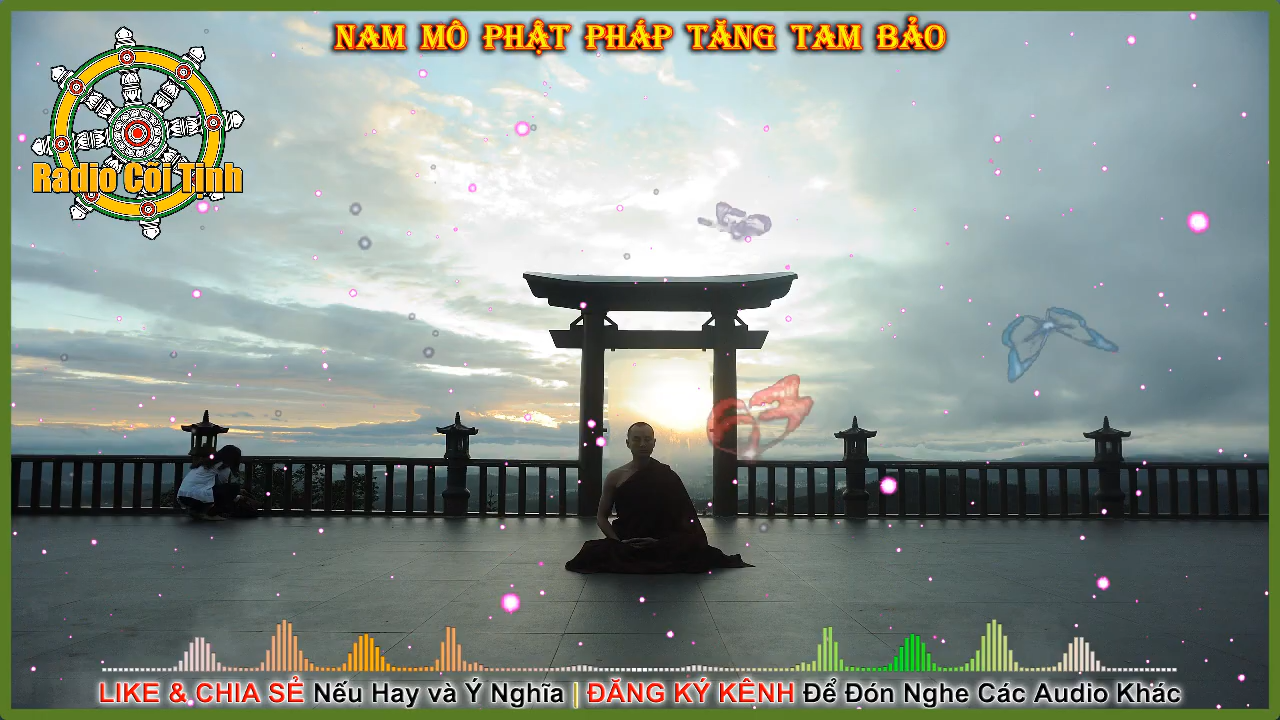 NAM MÔ PHẬT PHÁP TĂNG TAM BẢO
Radio Cõi Tịnh
LIKE & CHIA SẺ Nếu Hay và Ý Nghĩa | ĐĂNG KÝ KÊNH Để Đón Nghe Các Audio Khác